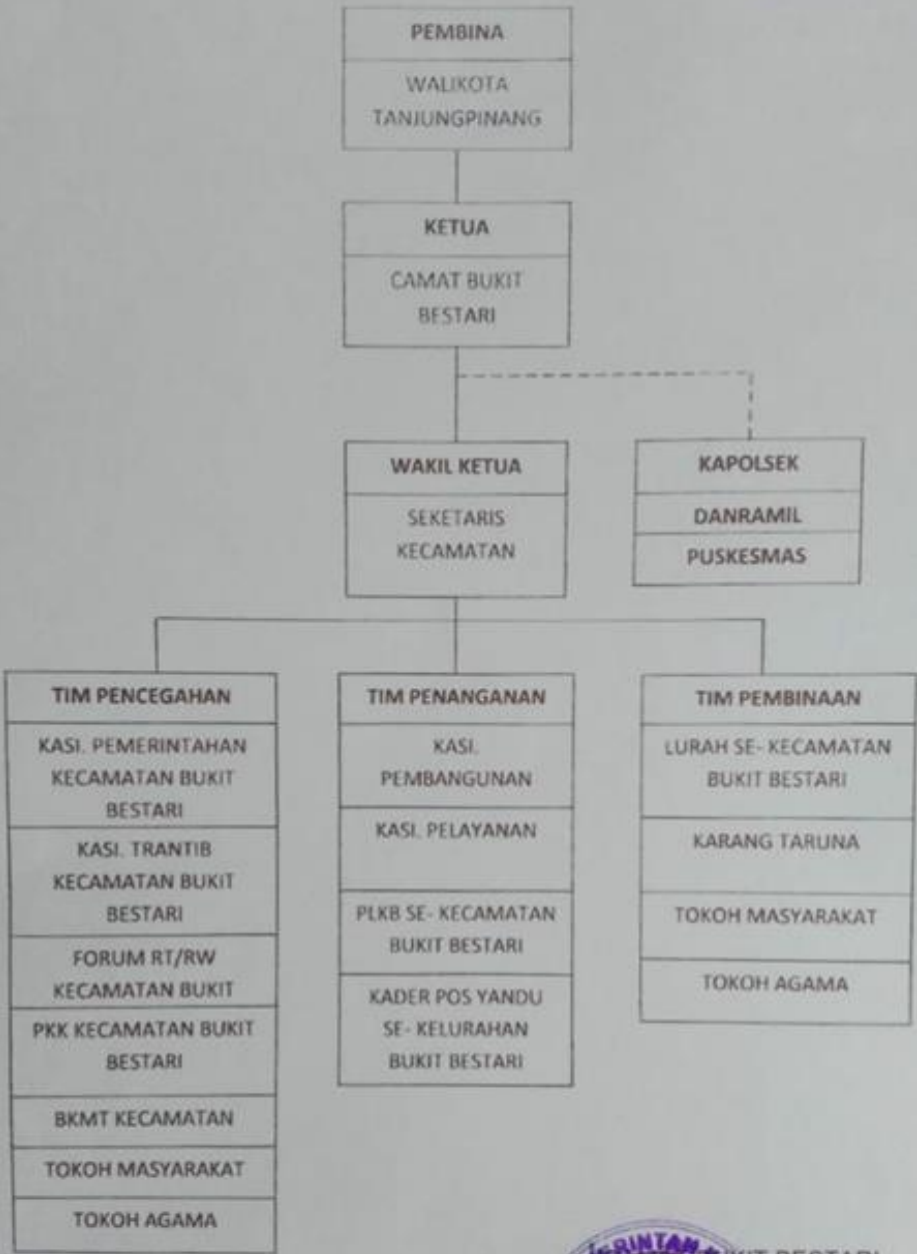 PEMBINA
WALIKOTA
TANJUNGPINANG
KETUA
CAMAT BUKIT
BESTARI
WAKIL KETUA
SEKETARIS
KECAMATAN
KAPOLSEK
DANRAMIL
PUSKESMAS
TIM PENCEGAHAN
KASI. PEMERINTAHAN
KECAMATAN BUKIT
BESTARI
KASI. TRANTIB
KECAMATAN BUKIT
BESTARI
FORUM RT/RW
KECAMATAN BUKIT
PKK KECAMATAN BUKIT
BESTARI
BKMT KECAMATAN
TOKOH MASYARAKAT
TOKOH AGAMA
TIM PENANGANAN
KASI.
PEMBANGUNAN
KASI. PELAYANAN
PLKB SE- KECAMATAN
BUKIT BESTARI
KADER POS YANDU
SE- KELURAHAN
BUKIT BESTARI
TIM PEMBINAAN
LURAH SE- KECAMATAN
BUKIT BESTARI
KARANG TARUNA
TOKOH MASYARAKAT
TOKOH AGAMA